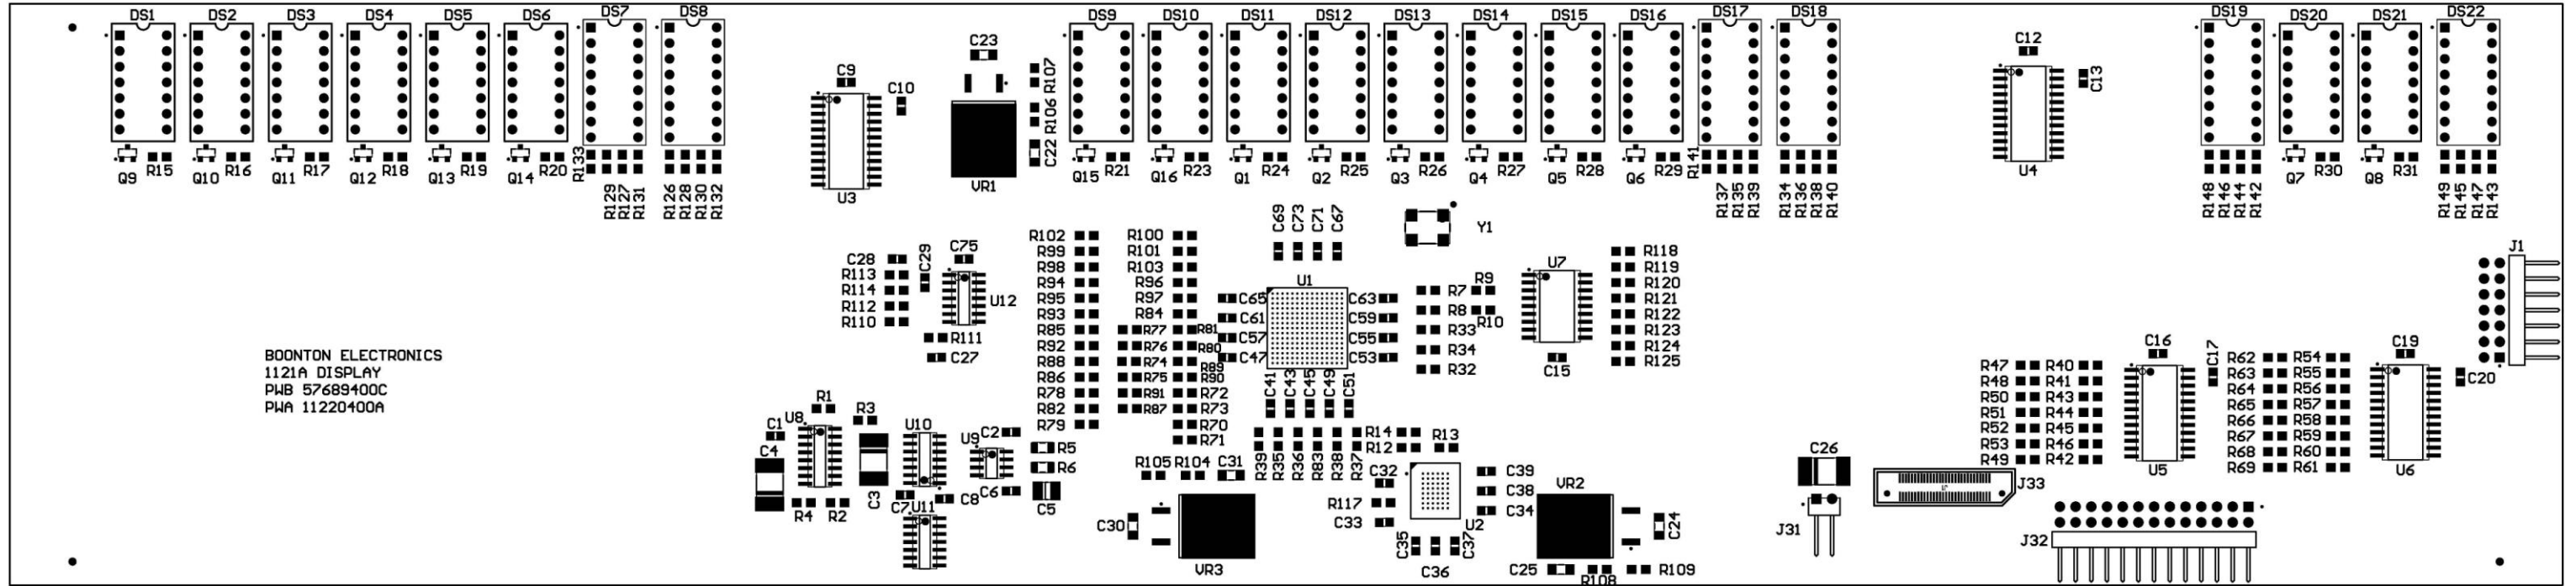 DS1 DS2 DS3 DS4 DS5 DS6 DS7 DS8 DS9 DS10 DS11 DS12 DS13 DS14 DS15 DS16 DS17 DS18 DS19 DS20 DS21 DS22
C23 C12
C9 C10 R107 R106 C22 C13
Q9 R15 Q10 R16 Q11 R17 Q12 R18 Q13 R19 Q14 R20 R133
R129 R127 R131 R126 R128 R130 R132
U3 VR1
Q15 R21 Q16 R23 Q1 R24 Q2 R25 Q3 R26 Q4 R27 Q5 R28 Q6 R29 R141
R137 R135 R139 R134 R136 R138 R140
U4
R148 R146 R144 R142 Q7 R30 Q8 R31 R149 R145 R147 R143
C69 C73 C71 C67 Y1
R102 R100
C28 C29 C75 R99 R101 U7 R118 J1
R113 R98 R103 U1 R119
R114 R94 R96 R7 R9 R120
R112 U12 R95 R97 C65 C63 R121
R110 R93 R84 C61 C59 R8 R10 R122
R111 R85 R77 R81 C57 C55 R33 R123
C27 R92 R76 R80 C47 C53 R34 R124
R88 R74 R89 R32 C15 R125
R86 R75 R90 C41 C43 C45 C49 C51
R78 R91 R72
R82 R87 R73
R79 R70
R71
BOONTON ELECTRONICS
1121A DISPLAY
PWB 57689400C
PWA 11220400A
C16 C17 C19 C20
R47 R40 R62 R54
R48 R41 R63 R55
R50 R43 R64 R56
R51 R44 R65 R57
R52 R45 R66 R58
R53 R46 R67 R59
R49 R42 R68 R60
R69 R61
U5 U6
R1 R3
C1 U8 U10 U9 C2 R5
C4 R6
R4 R2 C3 C7 C8 C6 C5
U11
R105 R104 C31 R39 R35 R36 R83 R38 R37 R14 R12 R13
C32 C39 VR2 C26
R117 C38 J33
C33 C34
C30 U2 C24 J31 J32
C35 C37
VR3 C36 C25 R108 R109